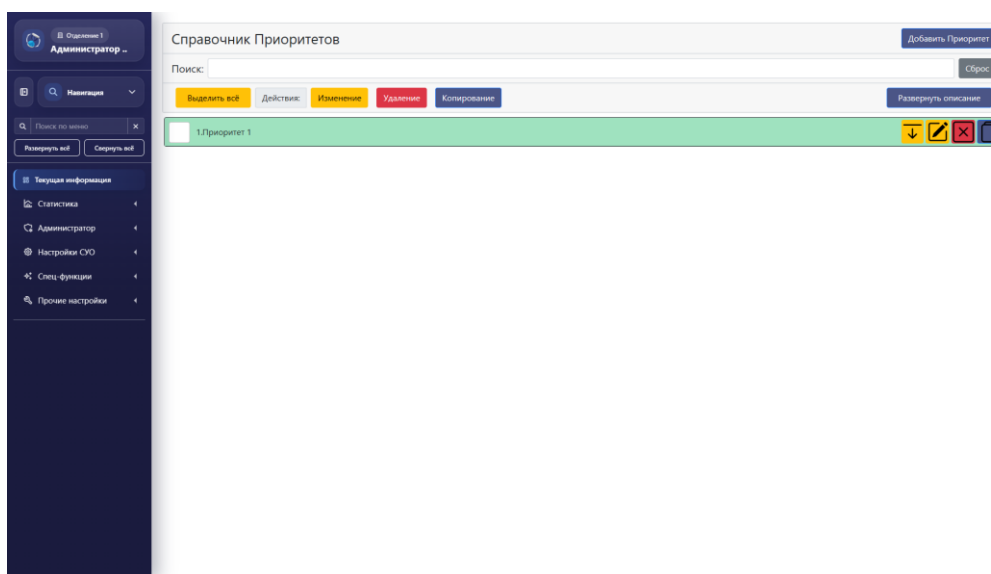 Отделение 1
Администратор ..
Навигация
Поиск по меню
Развернуть всё Свернуть всё
Текущая информация
Статистика
Администратор
Настройки СУО
Спец-функции
Прочие настройки
Справочник Приоритетов
Добавить Приоритет
Поиск:
Сброс
Выделить всё Действия: Изменение Удаление Копирование Развернуть описание
1.Приоритет 1